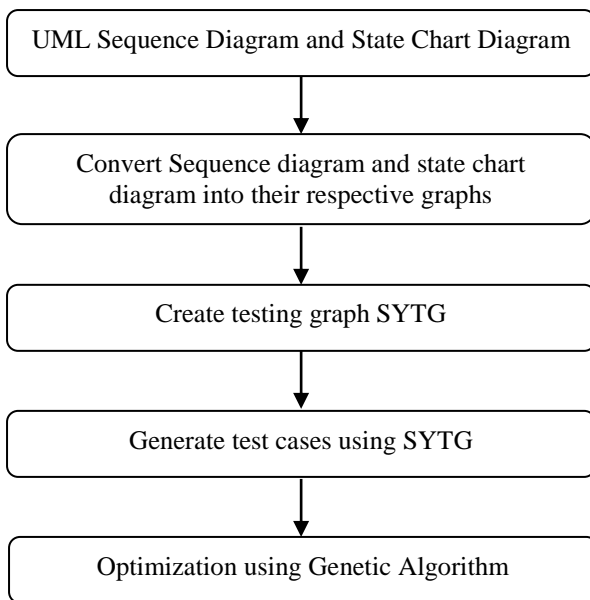 UML Sequence Diagram and State Chart Diagram
Convert Sequence diagram and state chart
diagram into their respective graphs
Create testing graph SYTG
Generate test cases using SYTG
Optimization using Genetic Algorithm